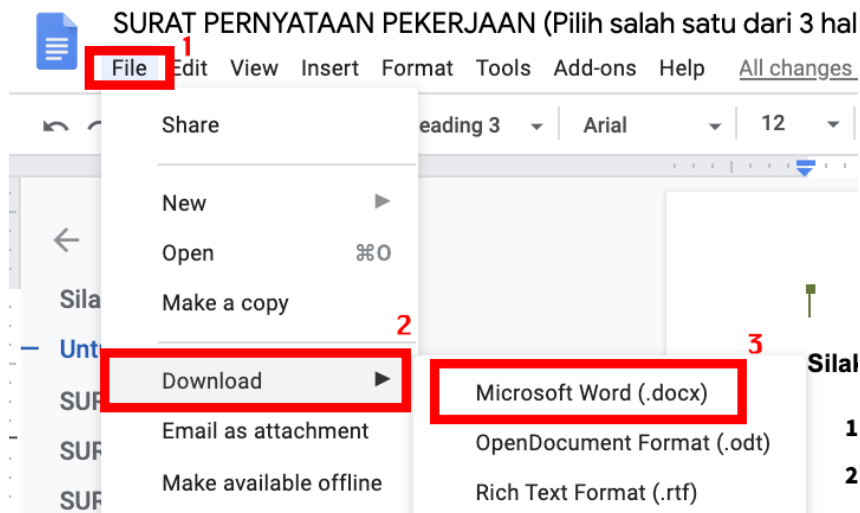 SURAT PERNYATAAN PEKERJAAN (Pilih salah satu dari 3 hal
1
File Edit View Insert Format Tools Add-ons Help All changes
eading 3 Arial 12
Share
New
Open ⌘O
Make a copy
Sila
2
Untu
3
Download
Silak
Microsoft Word (.docx)
SUR
Email as attachment
1
OpenDocument Format (.odt)
SUR
2
Make available offline
Rich Text Format (.rtf)
SUR